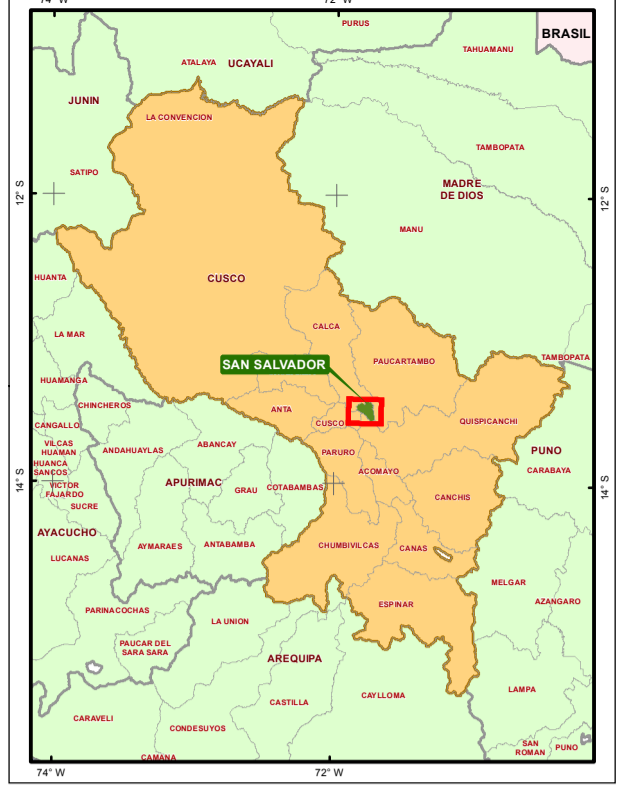 74° W
72° W
PURUS
BRASIL
TAHUAMANU
ATALAYA
UCAYALI
JUNIN
LA CONVENCION
TAMBOPATA
SATIPO
MADRE
DE DIOS
12° S
12° S
MANU
HUANTA
CUSCO
CALCA
LA MAR
PAUCARTAMBO
TAMBOPATA
SAN SALVADOR
HUAMANGA
CHINCHEROS
ANTA
CUSCO
QUISPICANCHI
CANGALLO
VILCAS
HUAMAN
ANDAHUAYLAS
ABANCAY
PARURO
PUNO
HUANCA
SANCOS
ACOMAYO
CARABAYA
14° S
14° S
VICTOR
FAJARDO
APURIMAC
GRAU
COTABAMBAS
CANCHIS
SUCRE
AYACUCHO
AYMARAES
ANTABAMBA
CHUMBIVILCAS
CANAS
LUCANAS
MELGAR
PARINACOCHAS
LA UNION
ESPINAR
AZANGARO
PAUCAR DEL
SARA SARA
AREQUIPA
CAYLLOMA
LAMPA
CASTILLA
CARAVELI
CONDESUYOS
SAN
ROMAN
PUNO
CAMANA
74° W
72° W